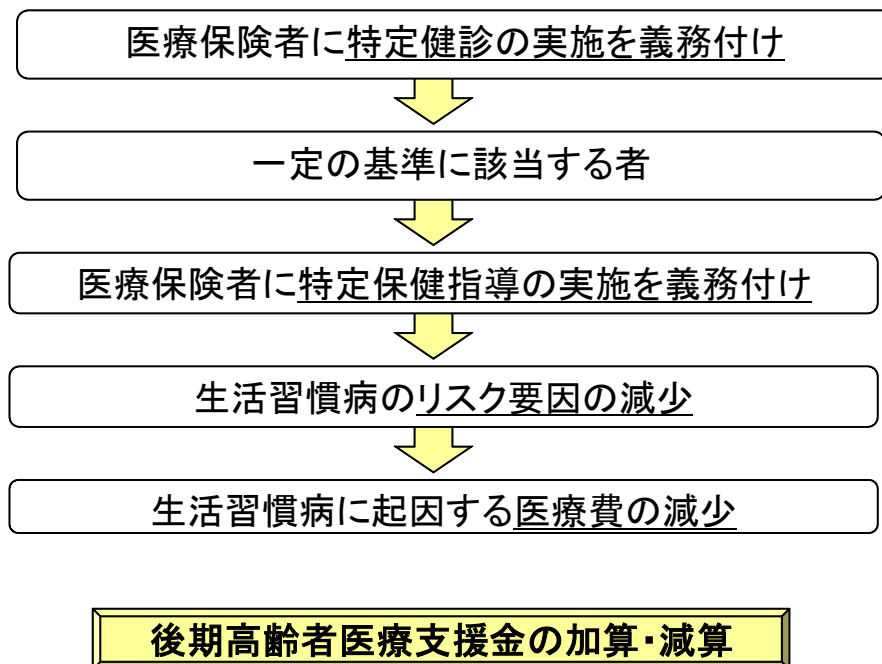 医療保険者に特定健診の実施を義務付け
一定の基準に該当する者
医療保険者に特定保健指導の実施を義務付け
生活習慣病のリスク要因の減少
生活習慣病に起因する医療費の減少
後期高齢者医療支援金の加算・減算